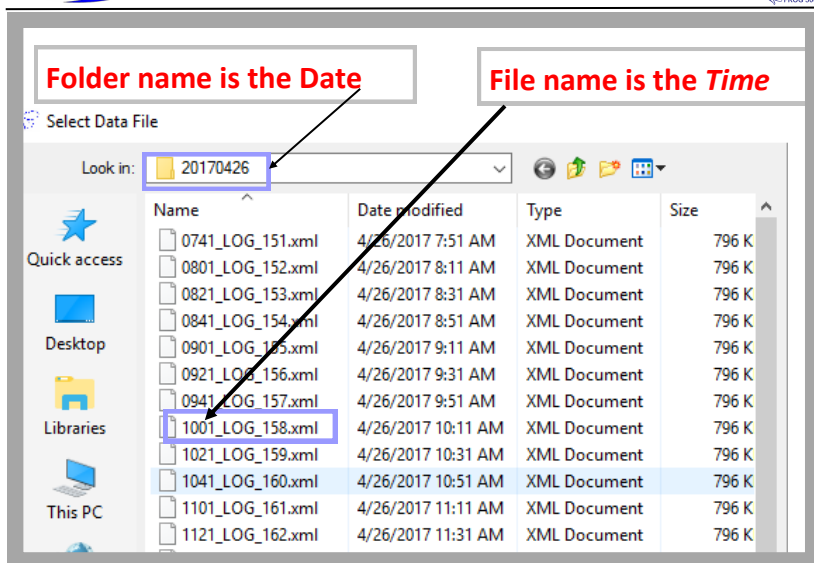 Folder name is the Date
File name is the Time
Select Data File
Look in: 20170426
Name Date modified Type Size
0741_LOG_151.xml 4/26/2017 7:51 AM XML Document 796 K
0801_LOG_152.xml 4/26/2017 8:11 AM XML Document 796 K
Quick access
0821_LOG_153.xml 4/26/2017 8:31 AM XML Document 796 K
0841_LOG_154.xml 4/26/2017 8:51 AM XML Document 796 K
Desktop
0901_LOG_155.xml 4/26/2017 9:11 AM XML Document 796 K
0921_LOG_156.xml 4/26/2017 9:31 AM XML Document 796 K
0941_LOG_157.xml 4/26/2017 9:51 AM XML Document 796 K
Libraries
1001_LOG_158.xml 4/26/2017 10:11 AM XML Document 796 K
1021_LOG_159.xml 4/26/2017 10:31 AM XML Document 796 K
1041_LOG_160.xml 4/26/2017 10:51 AM XML Document 796 K
This PC
1101_LOG_161.xml 4/26/2017 11:11 AM XML Document 796 K
1121_LOG_162.xml 4/26/2017 11:31 AM XML Document 796 K